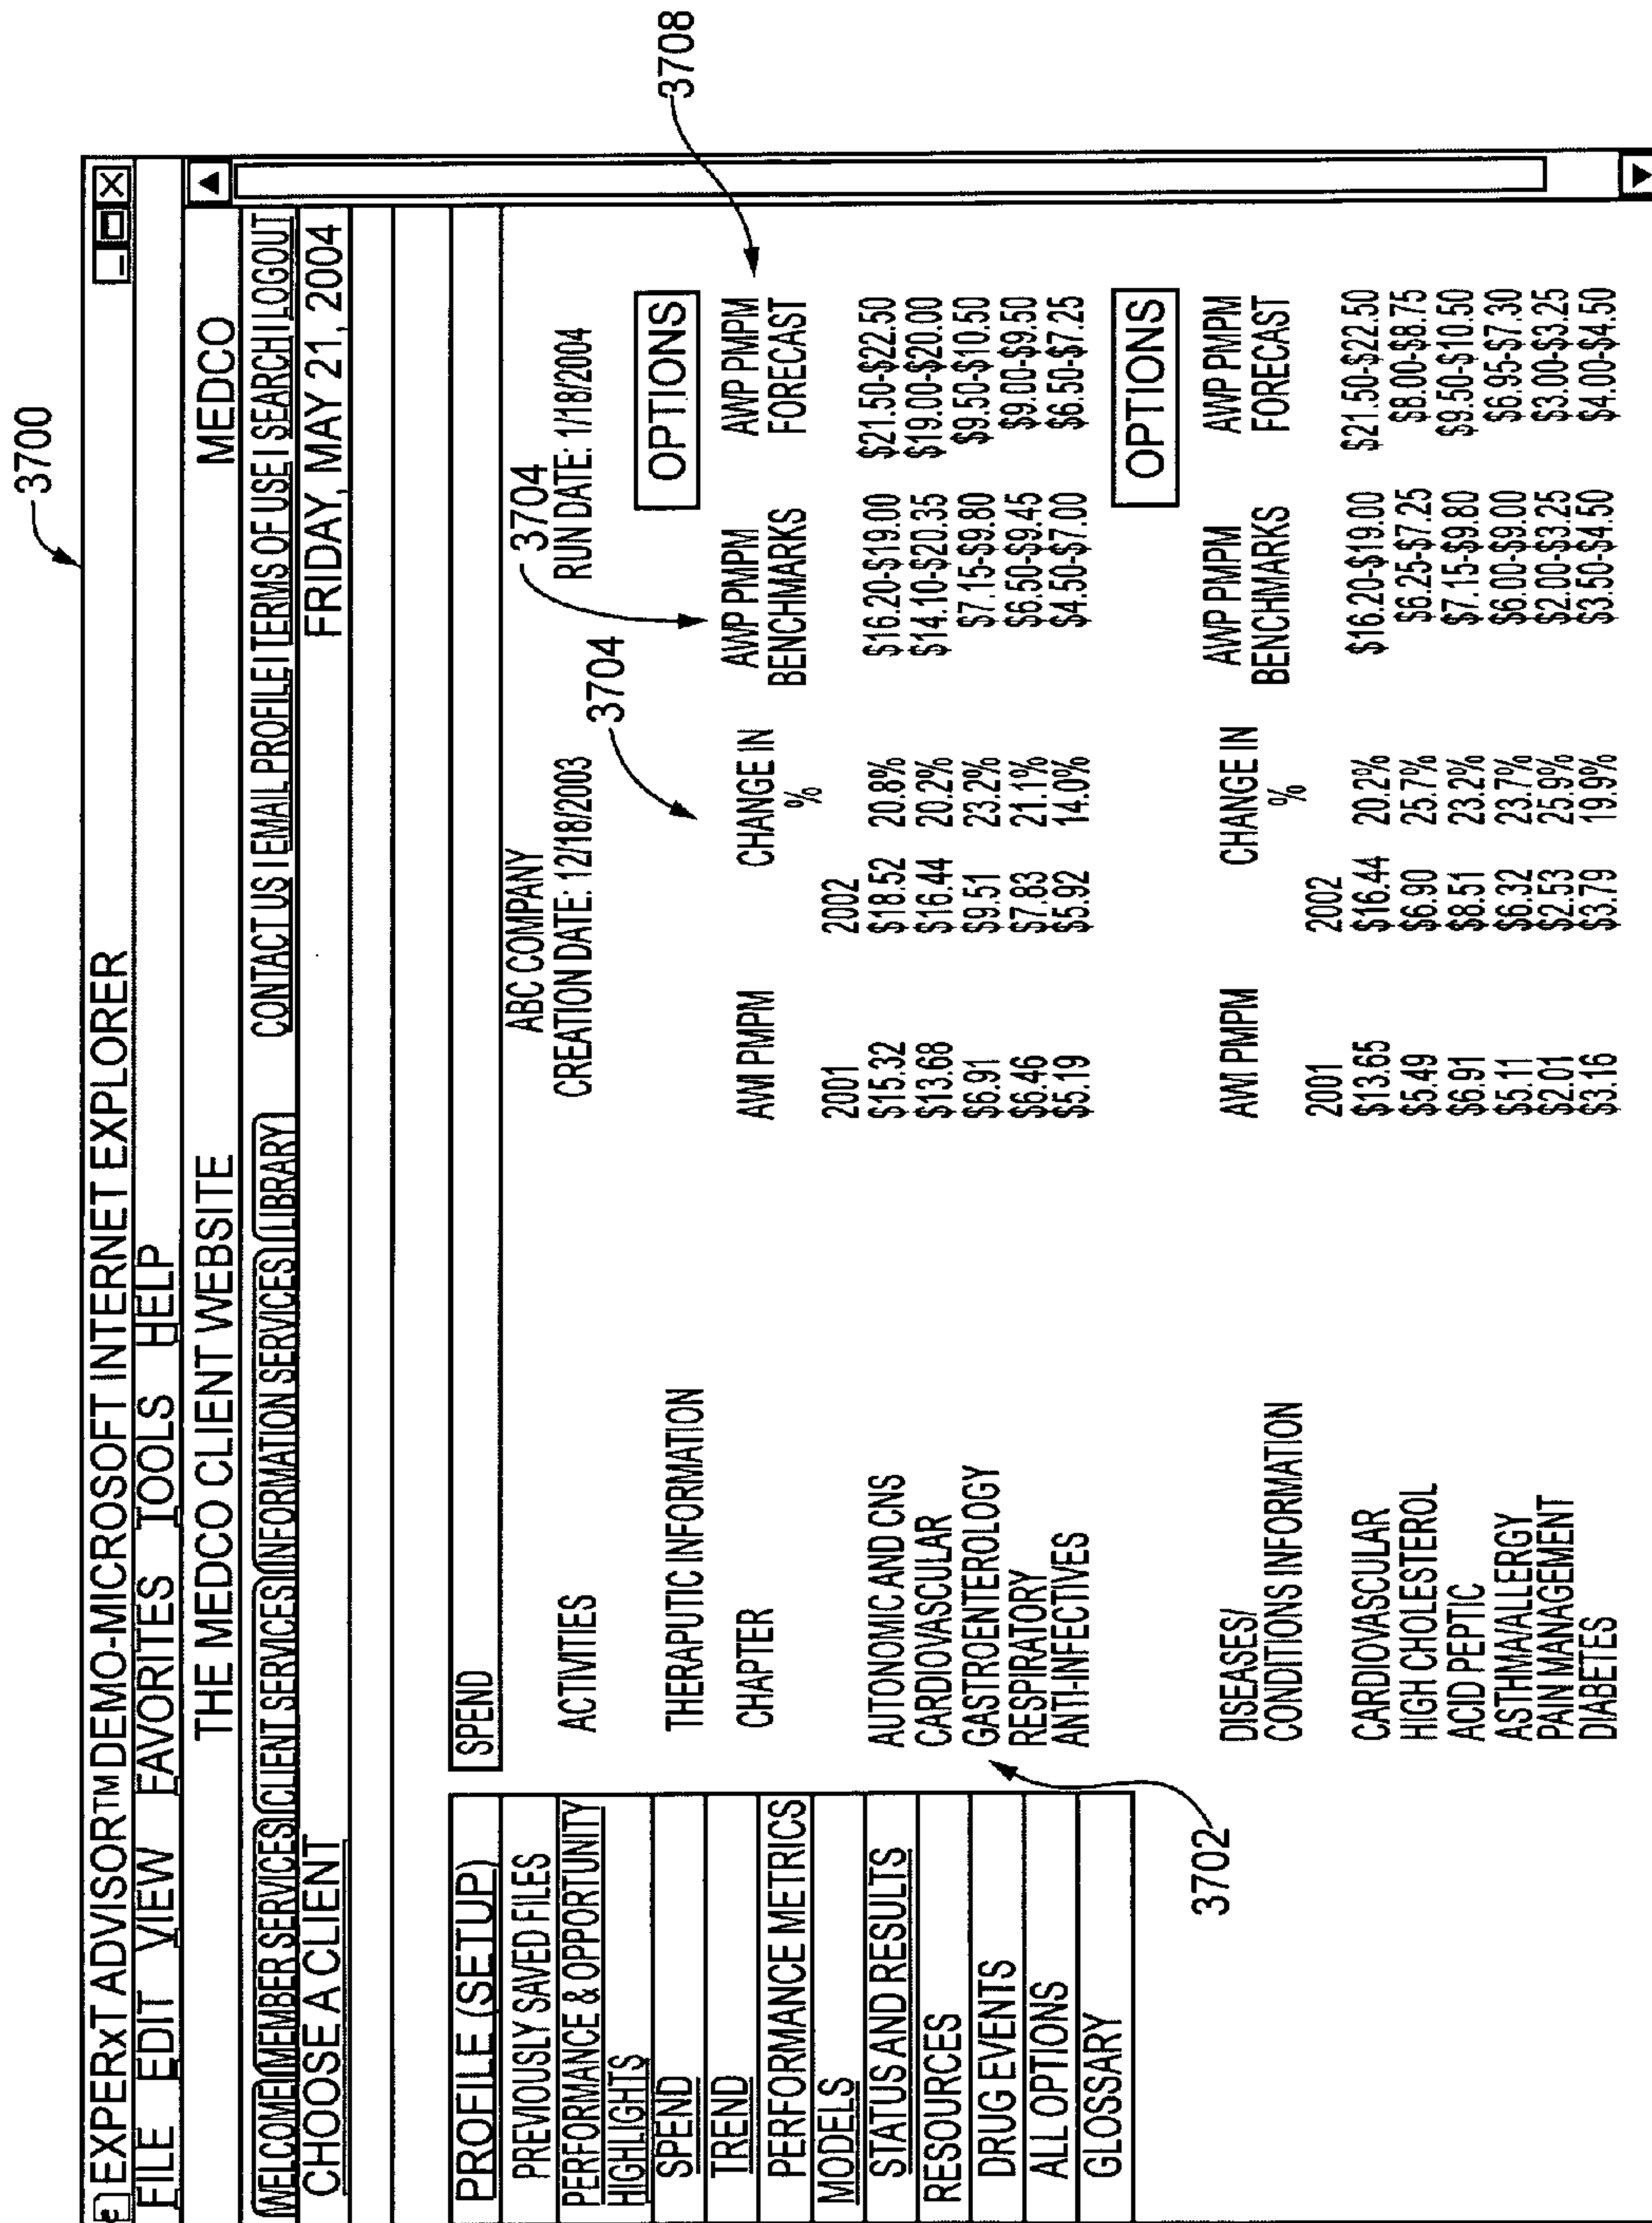 3700
EXPERxT ADVISOR™ DEMO-MICROSOFT INTERNET EXPLORER
FILE EDIT VIEW FAVORITES TOOLS HELP
THE MEDCO CLIENT WEBSITE MEDCO
WELCOME MEMBER SERVICES CLIENT SERVICES INFORMATION SERVICES LIBRARY CONTACT US | EMAIL PROFILE | TERMS OF USE | SEARCH | LOGOUT
CHOOSE A CLIENT FRIDAY, MAY 21, 2004
PROFILE (SETUP)
PREVIOUSLY SAVED FILES
PERFORMANCE & OPPORTUNITY
HIGHLIGHTS
SPEND
TREND
PERFORMANCE METRICS
MODELS
STATUS AND RESULTS
RESOURCES
DRUG EVENTS
ALL OPTIONS
GLOSSARY
3702
SPEND
ABC COMPANY
3704
ACTIVITIES CREATION DATE: 12/18/2003 RUN DATE: 1/18/2004
3704
3708
THERAPUTIC INFORMATION OPTIONS
CHAPTER AWI PMPM CHANGE IN AWP PMPM AWP PMPM
% BENCHMARKS FORECAST
2001 2002
AUTONOMIC AND CNS $15.32 $18.52 20.8% $16.20-$19.00 $21.50-$22.50
CARDIOVASCULAR $13.68 $16.44 20.2% $14.10-$20.35 $19.00-$20.00
GASTROENTEROLOGY $6.91 $9.51 23.2% $7.15-$9.80 $9.50-$10.50
RESPIRATORY $6.46 $7.83 21.1% $6.50-$9.45 $9.00-$9.50
ANTI-INFECTIVES $5.19 $5.92 14.0% $4.50-$7.00 $6.50-$7.25
OPTIONS
DISEASES/ AWI PMPM CHANGE IN AWP PMPM AWP PMPM
CONDITIONS INFORMATION % BENCHMARKS FORECAST
2001 2002
CARDIOVASCULAR $13.65 $16.44 20.2% $16.20-$19.00 $21.50-$22.50
HIGH CHOLESTEROL $5.49 $6.90 25.7% $6.25-$7.25 $8.00-$8.75
ACID PEPTIC $6.91 $8.51 23.2% $7.15-$9.80 $9.50-$10.50
ASTHMA/ALLERGY $5.11 $6.32 23.7% $6.00-$9.00 $6.95-$7.30
PAIN MANAGEMENT $2.01 $2.53 25.9% $2.00-$3.25 $3.00-$3.25
DIABETES $3.16 $3.79 19.9% $3.50-$4.50 $4.00-$4.50